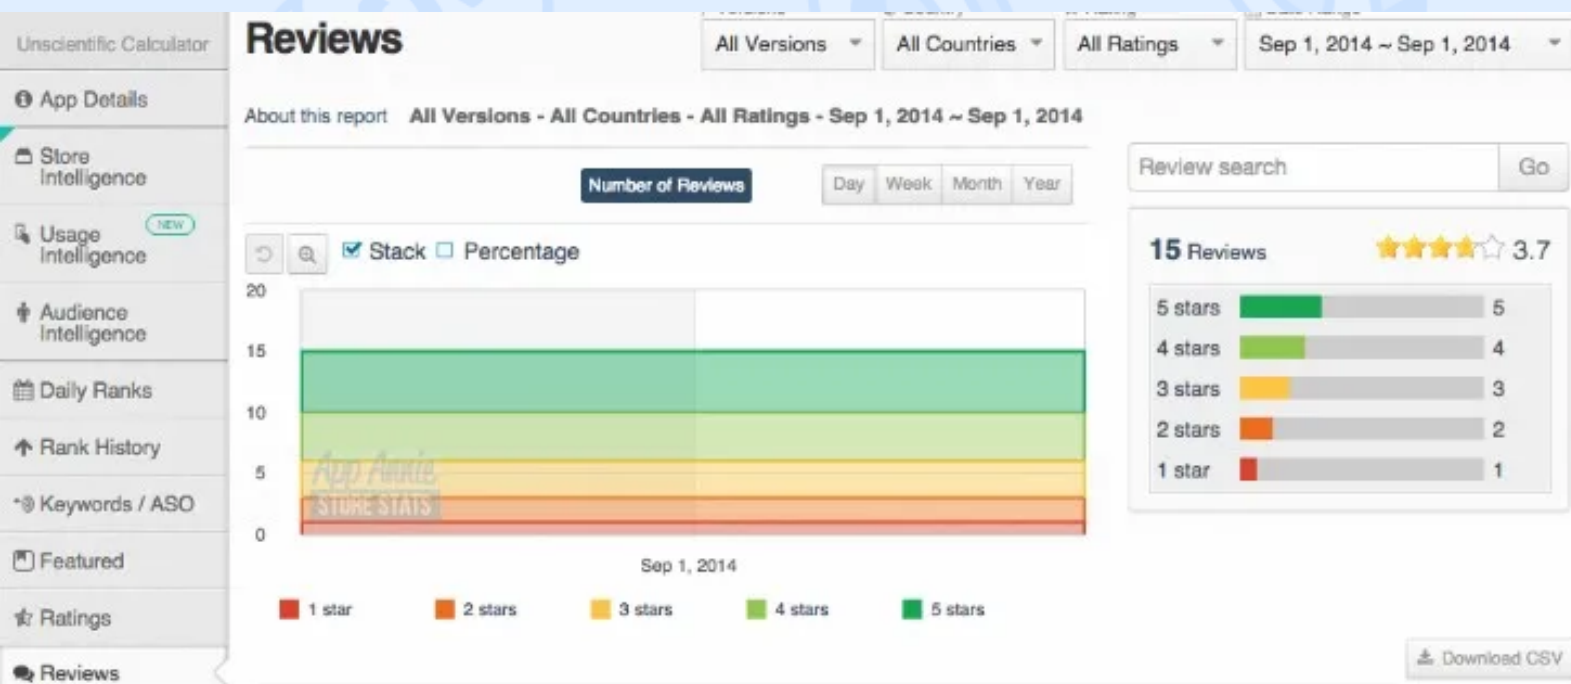 Unscientific Calculator
App Details
Store
Intelligence
Usage
Intelligence
NEW
Audience
Intelligence
Daily Ranks
Rank History
Keywords / ASO
Featured
Ratings
Reviews
Reviews
All Versions
All Countries
All Ratings
Sep 1, 2014 ~ Sep 1, 2014
About this report All Versions - All Countries - All Ratings - Sep 1, 2014 ~ Sep 1, 2014
Number of Reviews
Day Week Month Year
Stack Percentage
20
15
10
5
0
App Annie
STORE STATS
Sep 1, 2014
1 star 2 stars 3 stars 4 stars 5 stars
Review search Go
15 Reviews 3.7
5 stars 5
4 stars 4
3 stars 3
2 stars 2
1 star 1
Download CSV